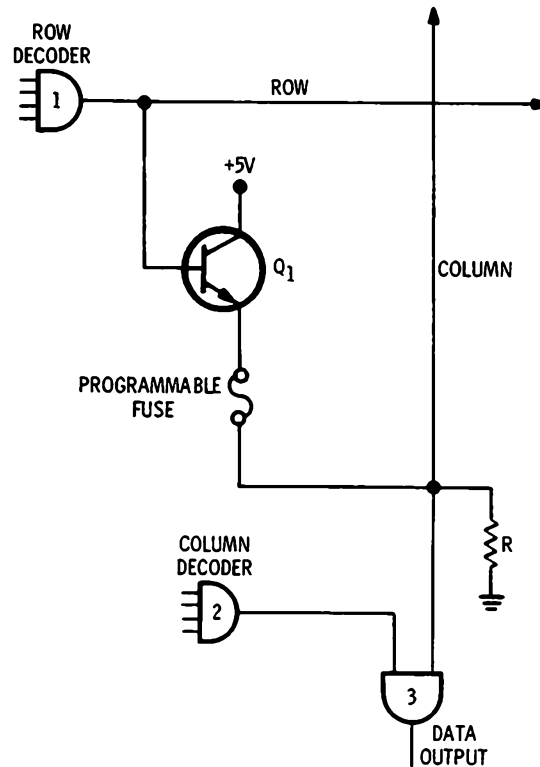 ROW
DECODER
1
ROW
+5V
Q1
COLUMN
PROGRAMMABLE
FUSE
R
COLUMN
DECODER
2
3
DATA
OUTPUT